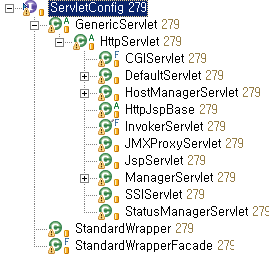 ServletConfig 279
GenericServlet 279
HttpServlet 279
CGIServlet 279
DefaultServlet 279
HostManagerServlet 279
HttpJspBase 279
InvokerServlet 279
JMXProxyServlet 279
JspServlet 279
ManagerServlet 279
SSIServlet 279
StatusManagerServlet 279
StandardWrapper 279
StandardWrapperFacade 279